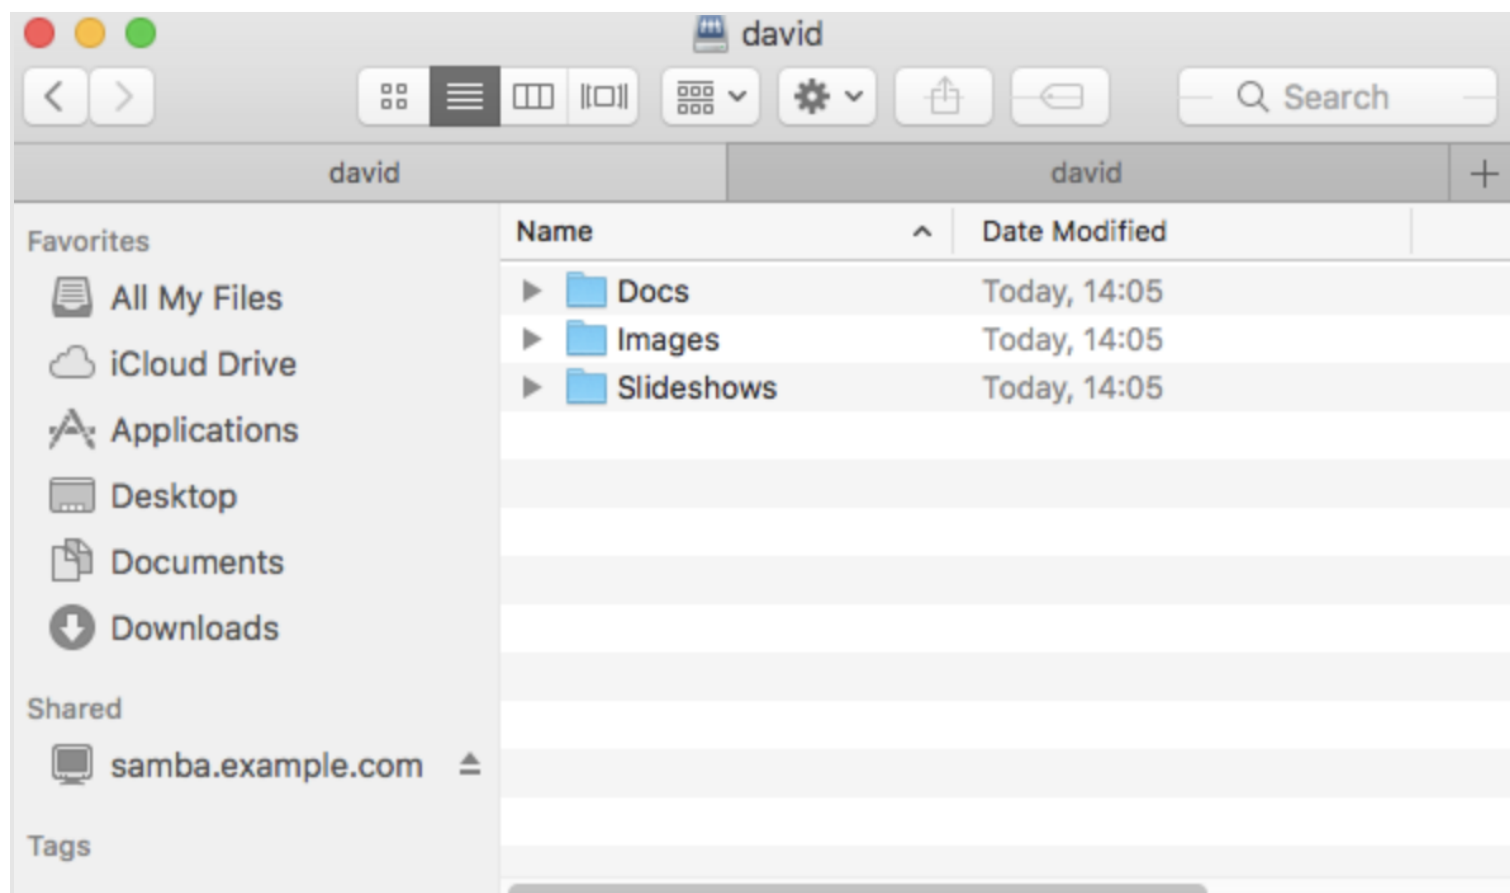 david
Search
david
david
Favorites
All My Files
iCloud Drive
Applications
Desktop
Documents
Downloads
Shared
samba.example.com
Tags
Name
Date Modified
Docs
Today, 14:05
Images
Today, 14:05
Slideshows
Today, 14:05